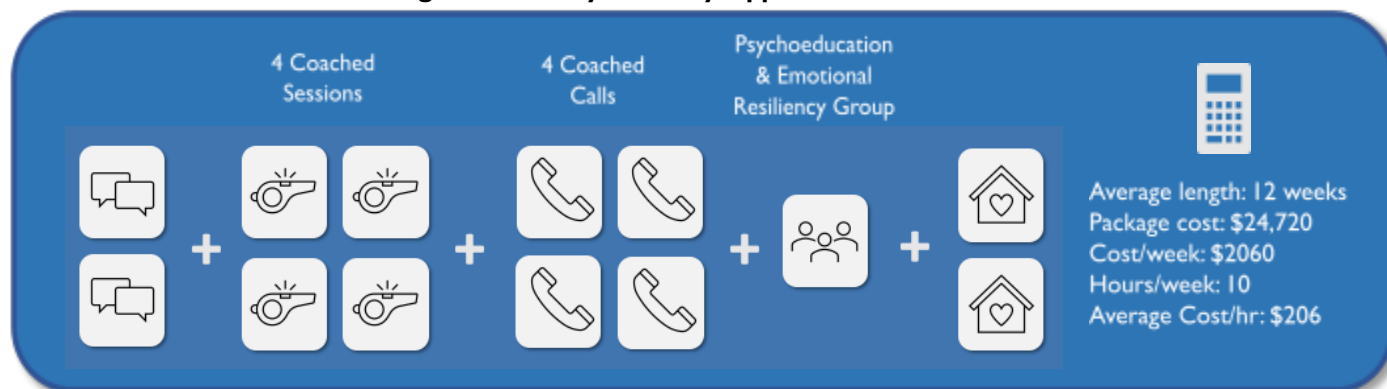 4 Coached
Sessions
4 Coached
Calls
Psychoeducation
& Emotional
Resiliency Group
Average length: 12 weeks
Package cost: $24,720
Cost/week: $2060
Hours/week: 10
Average Cost/hr: $206